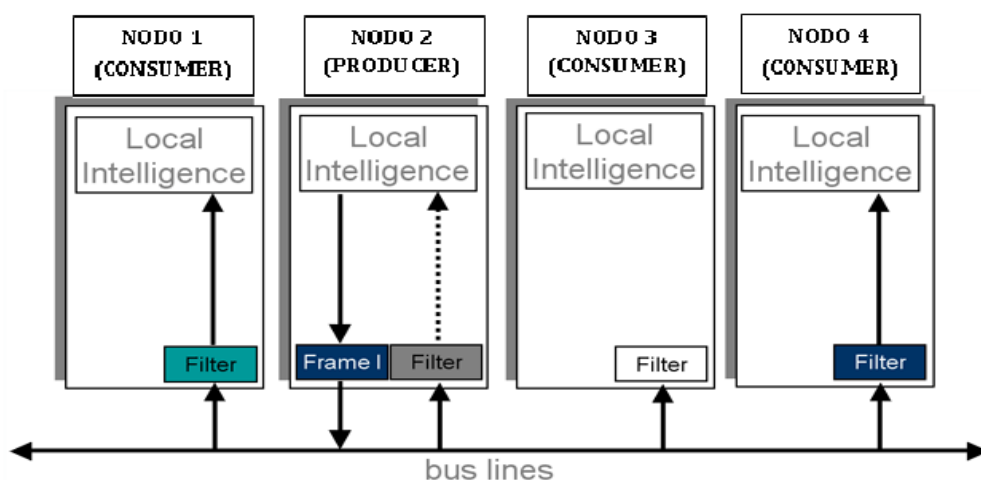 NODO 1
(CONSUMER)
NODO 2
(PRODUCER)
NODO 3
(CONSUMER)
NODO 4
(CONSUMER)
Local
Intelligence
Local
Intelligence
Local
Intelligence
Local
Intelligence
Filter
Frame I
Filter
Filter
Filter
bus lines